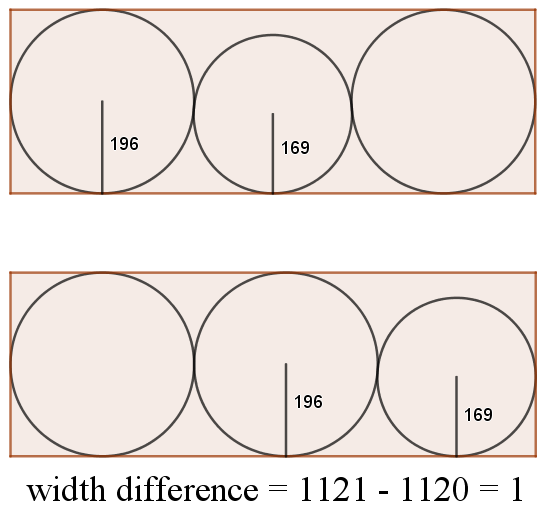 196
169
196
169
width difference = 1121 - 1120 = 1